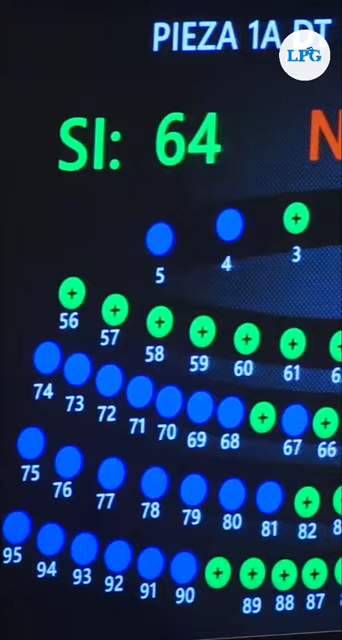 PIEZA 1A DT
LPG
SI: 64
N
5 4 3
56 57 58 59 60 61
74 73 72 71 70 69 68 67 66
75 76 77 78 79 80 81 82
95 94 93 92 91 90 89 88 87